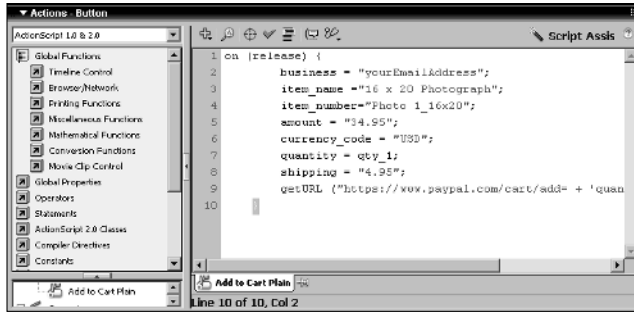 Actions - Button
ActionScript 1.0 & 2.0
Script Assis
Global Functions
Timeline Control
Browser/Network
Printing Functions
Miscellaneous Functions
Mathematical Functions
Conversion Functions
Movie Clip Control
Global Properties
Operators
Statements
ActionScript 2.0 Classes
Compiler Directives
Constants
Add to Cart Plain
1 on (release) {
2 business = "yourEmailAddress";
3 item_name ="16 x 20 Photograph";
4 item_number="Photo 1_16x20";
5 amount = "34.95";
6 currency_code = "USD";
7 quantity = qty_1;
8 shipping = "4.95";
9 getURL ("https://www.paypal.com/cart/add= + 'quan
10 }
Add to Cart Plain
Line 10 of 10, Col 2